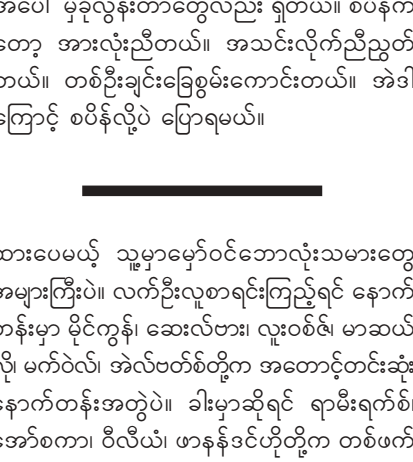 အပေါ် မှီခိုလွန်းတာတွေလည်း ရှိတယ်။ စပိန်က
တော့ အားလုံးညီတယ်။ အသင်းလိုက်ညီညွတ်
တယ်။ တစ်ဦးချင်းခြေစွမ်းကောင်းတယ်။ အဲဒါ
ကြောင့် စပိန်လို့ပဲ ပြောရမယ်။
ထားပေမယ့် သူ့မှာမှော်ဝင်ဘောလုံးသမားတွေ
အများကြီးပဲ။ လက်ဦးလူစာရင်းကြည့်ရင် နောက်
တန်းမှာ မိုင်ကွန်၊ ဆေးလ်ဗား၊ လူးဝစ်ဇ်၊ မာဆယ်
လို၊ မက်ဝဲလ်၊ အဲလ်ဗတ်စ်တို့က အတောင့်တင်းဆုံး
နောက်တန်းအတွဲပဲ။ ခါးမှာဆိုရင် ရာမီးရက်စ်၊
အော်စကာ၊ ဝီလီယံ၊ ဖာနန်ဒင်ဟိုတို့က တစ်ဖက်